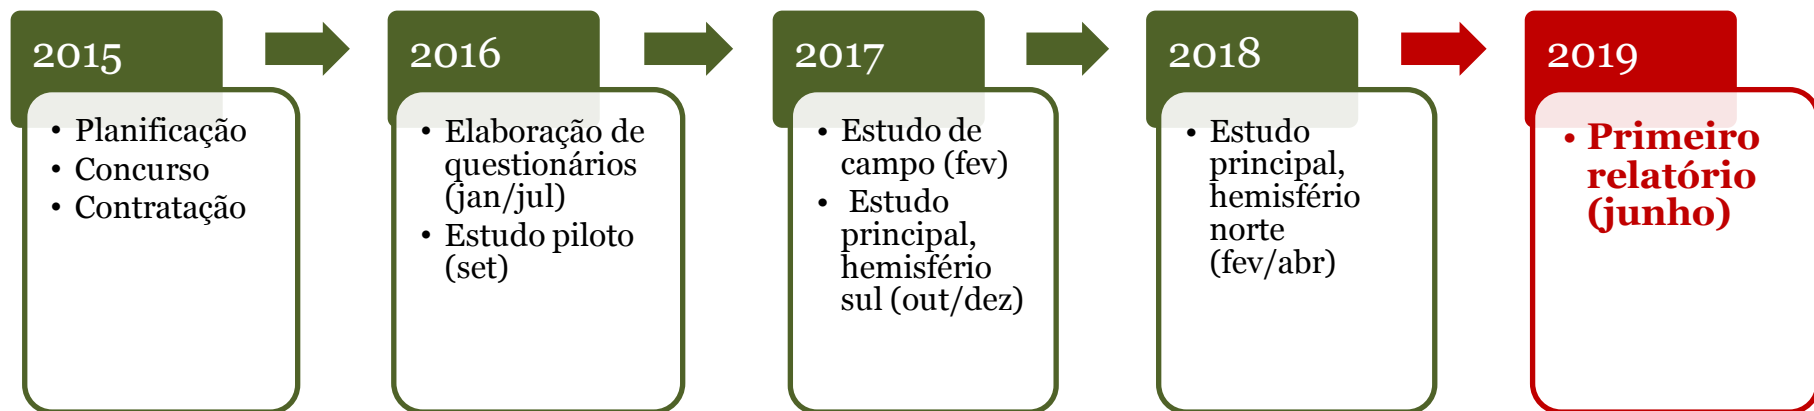 2015
• Planificação
• Concurso
• Contratação
2016
• Elaboração de
questionários
(jan/jul)
• Estudo piloto
(set)
2017
• Estudo de
campo (fev)
• Estudo
principal,
hemisfério
sul (out/dez)
2018
• Estudo
principal,
hemisfério
norte
(fev/abr)
2019
• Primeiro
relatório
(junho)